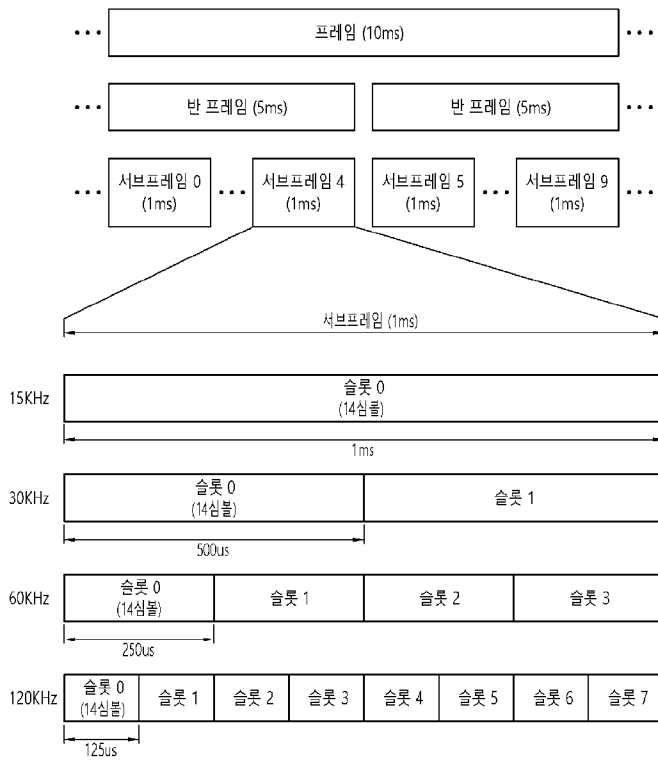 ··· 프레임 (10ms) ···
··· 반 프레임 (5ms) 반 프레임 (5ms) ···
··· 서브프레임 0 ··· 서브프레임 4 서브프레임 5 ··· 서브프레임 9 ···
(1ms) (1ms) (1ms) (1ms)
서브프레임 (1ms)
15KHz 슬롯 0
(14심볼)
1ms
30KHz 슬롯 0 슬롯 1
(14심볼)
500us
60KHz 슬롯 0 슬롯 1 슬롯 2 슬롯 3
(14심볼)
250us
120KHz 슬롯 0 슬롯 1 슬롯 2 슬롯 3 슬롯 4 슬롯 5 슬롯 6 슬롯 7
(14심볼)
125us